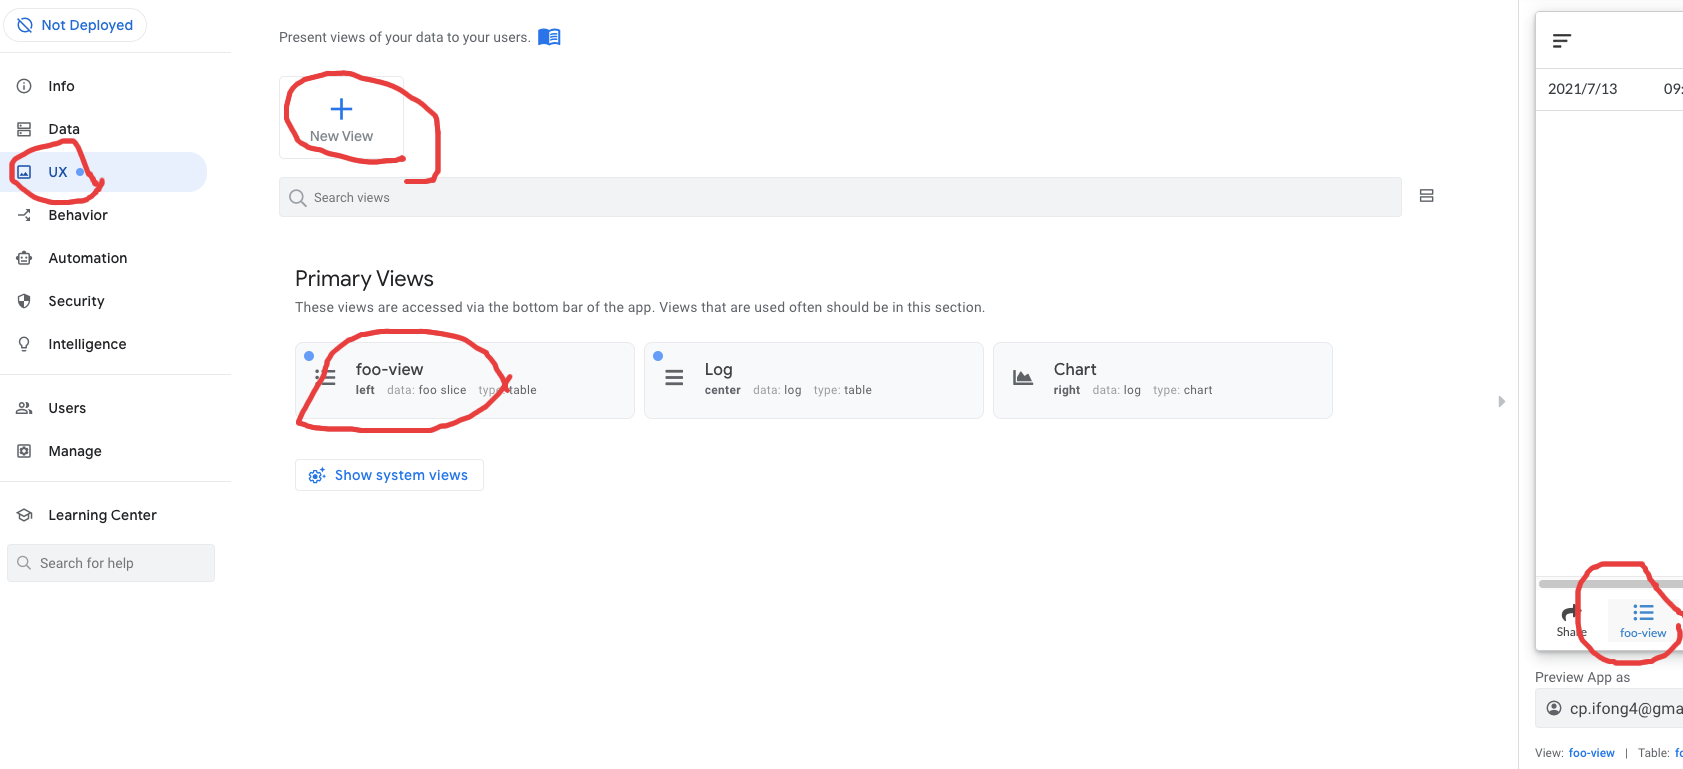 Not Deployed
Info
Data
UX
Behavior
Automation
Security
Intelligence
Users
Manage
Learning Center
Search for help
Present views of your data to your users.
New View
Search views
Primary Views
These views are accessed via the bottom bar of the app. Views that are used often should be in this section.
foo-view
left data: foo slice type: table
Log
center data: log type: table
Chart
right data: log type: chart
Show system views
2021/7/13 09:
Share
foo-view
Preview App as
cp.ifong4@gma
View: foo-view | Table: